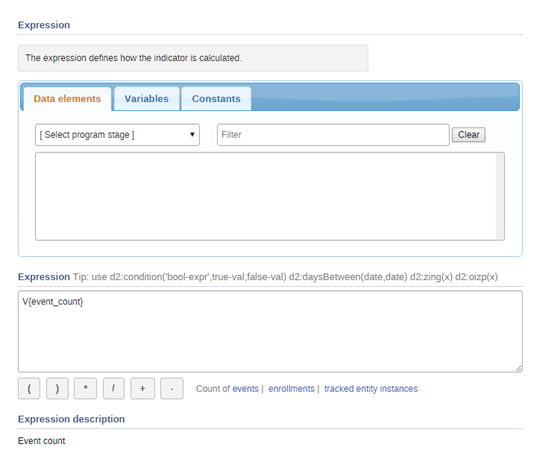 Expression
The expression defines how the indicator is calculated.
Data elements Variables Constants
[ Select program stage ] Filter Clear
Expression Tip: use d2:condition('bool-expr',true-val,false-val) d2:daysBetween(date,date) d2:zing(x) d2:oizp(x)
V{event_count}
( ) * / + -
Count of events | enrollments | tracked entity instances
Expression description
Event count